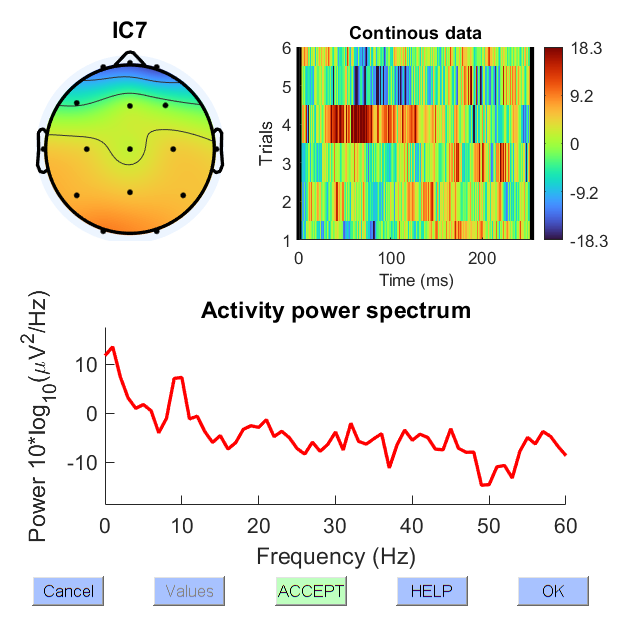 IC7
Continous data
Trials
6
5
4
3
2
1
0
100
200
Time (ms)
18.3
9.2
0
-9.2
-18.3
Activity power spectrum
Power 10*log10(μV2/Hz)
10
0
-10
0
10
20
30
40
50
60
Frequency (Hz)
Cancel
Values
ACCEPT
HELP
OK